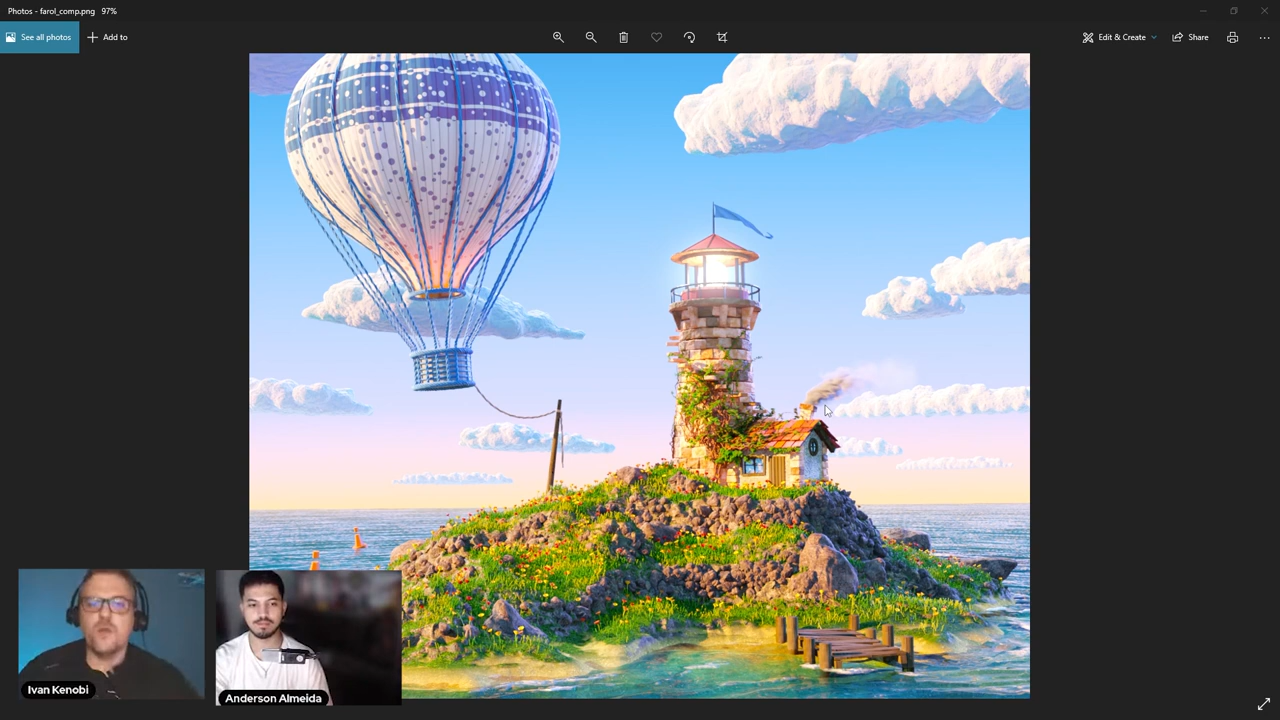 Photos - farol_comp.png 97%
See all photos
Add to
Edit & Create
Share
Ivan Kenobi
Anderson Almeida